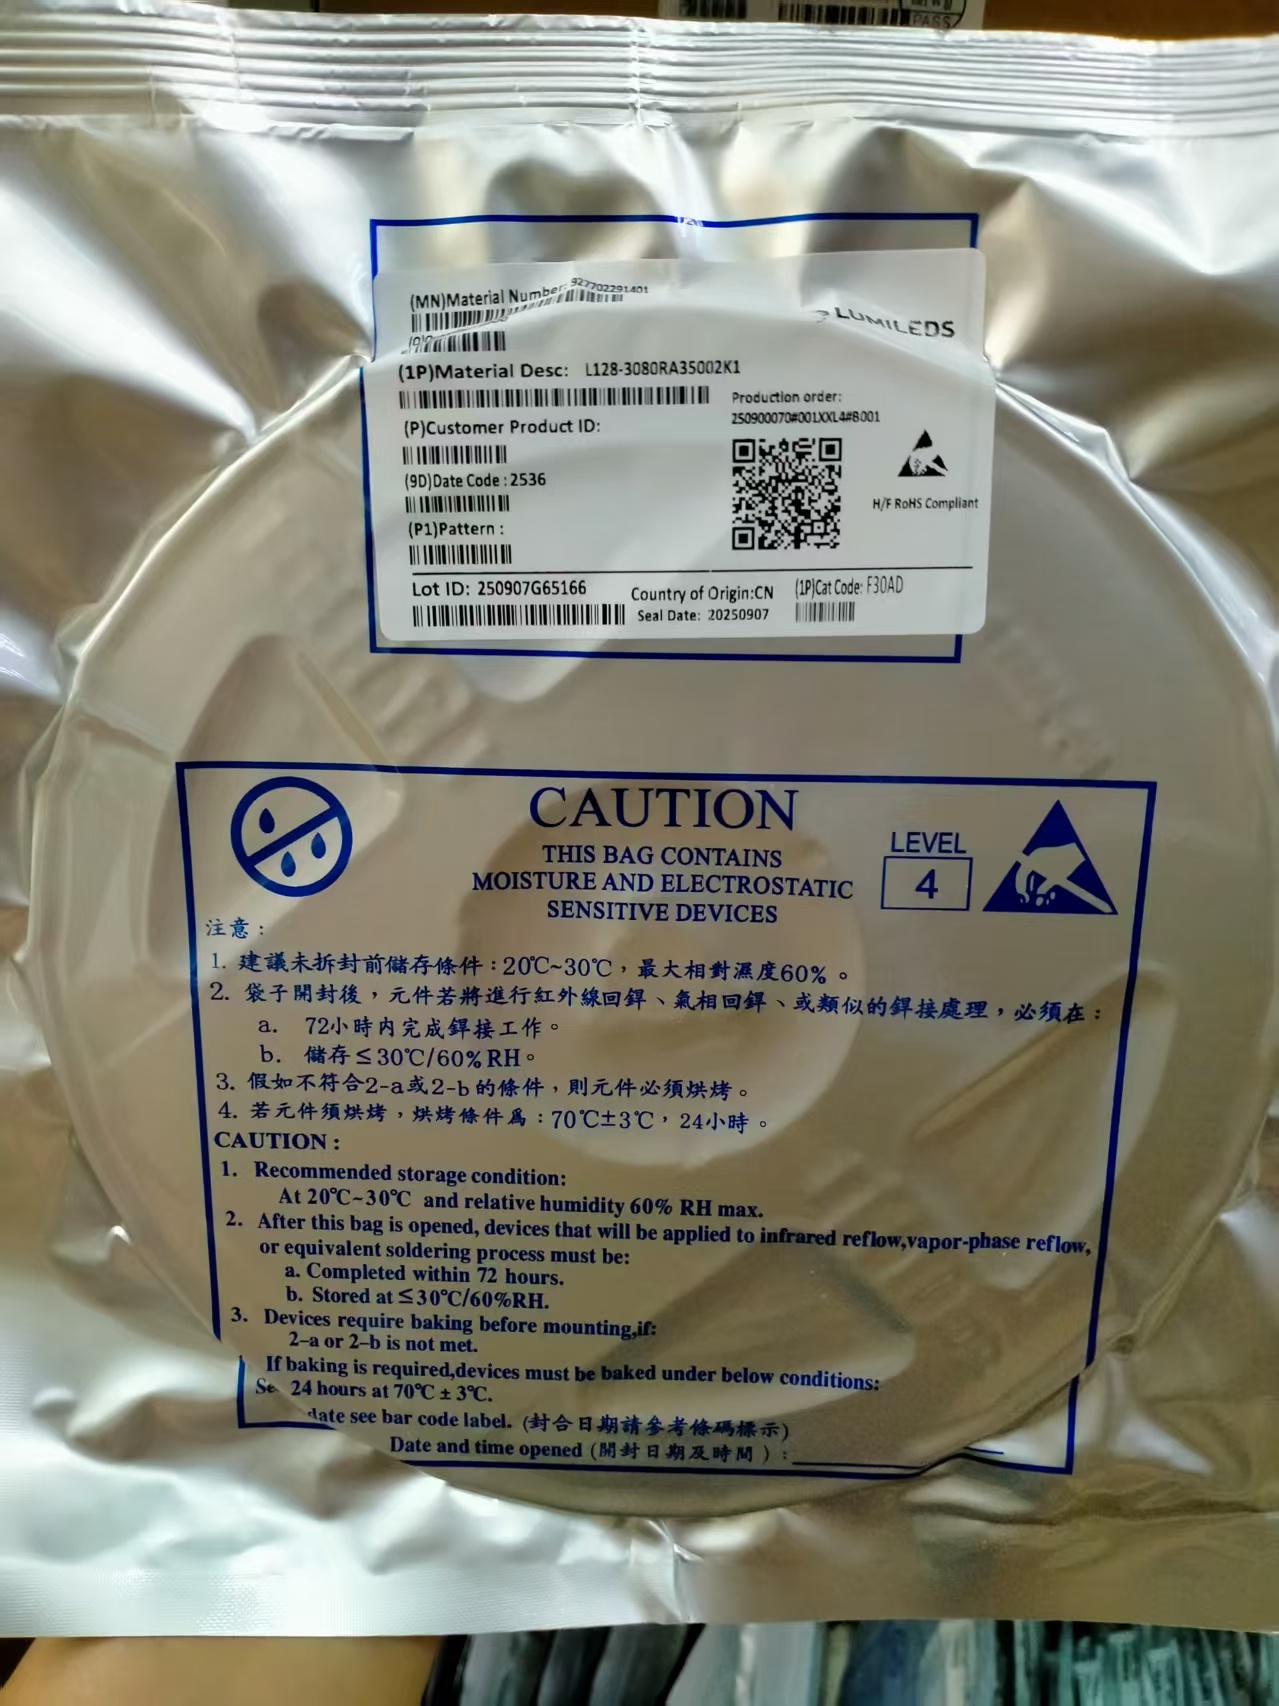 PASS
(MN)Material Number: 927702291401
LUMILEDS
(1P)Material Desc: L128-3080RA35002K1
Production order:
250900070#001XXL4#B001
(P)Customer Product ID:
(9D)Date Code : 2536
H/F RoHS Compliant
(P1)Pattern :
Lot ID: 250907G65166
Country of Origin:CN
(1P)Cat Code: F30AD
Seal Date: 20250907
CAUTION
THIS BAG CONTAINS
MOISTURE AND ELECTROSTATIC
SENSITIVE DEVICES
LEVEL
4
注意：
1. 建議未拆封前儲存條件：20℃~30℃，最大相對濕度60%。
2. 袋子開封後，元件若將進行紅外線回銲、氣相回銲、或類似的銲接處理，必須在：
a. 72小時內完成銲接工作。
b. 儲存≦30℃/60% RH。
3. 假如不符合2-a或2-b的條件，則元件必須烘烤。
4. 若元件須烘烤，烘烤條件爲：70℃±3℃，24小時。
CAUTION :
1. Recommended storage condition:
At 20℃~30℃ and relative humidity 60% RH max.
2. After this bag is opened, devices that will be applied to infrared reflow,vapor-phase reflow,
or equivalent soldering process must be:
a. Completed within 72 hours.
b. Stored at ≦30℃/60%RH.
3. Devices require baking before mounting,if:
2-a or 2-b is not met.
If baking is required,devices must be baked under below conditions:
24 hours at 70℃ ± 3℃.
date see bar code label. (封合日期請參考條碼標示)
Date and time opened (開封日期及時間) :